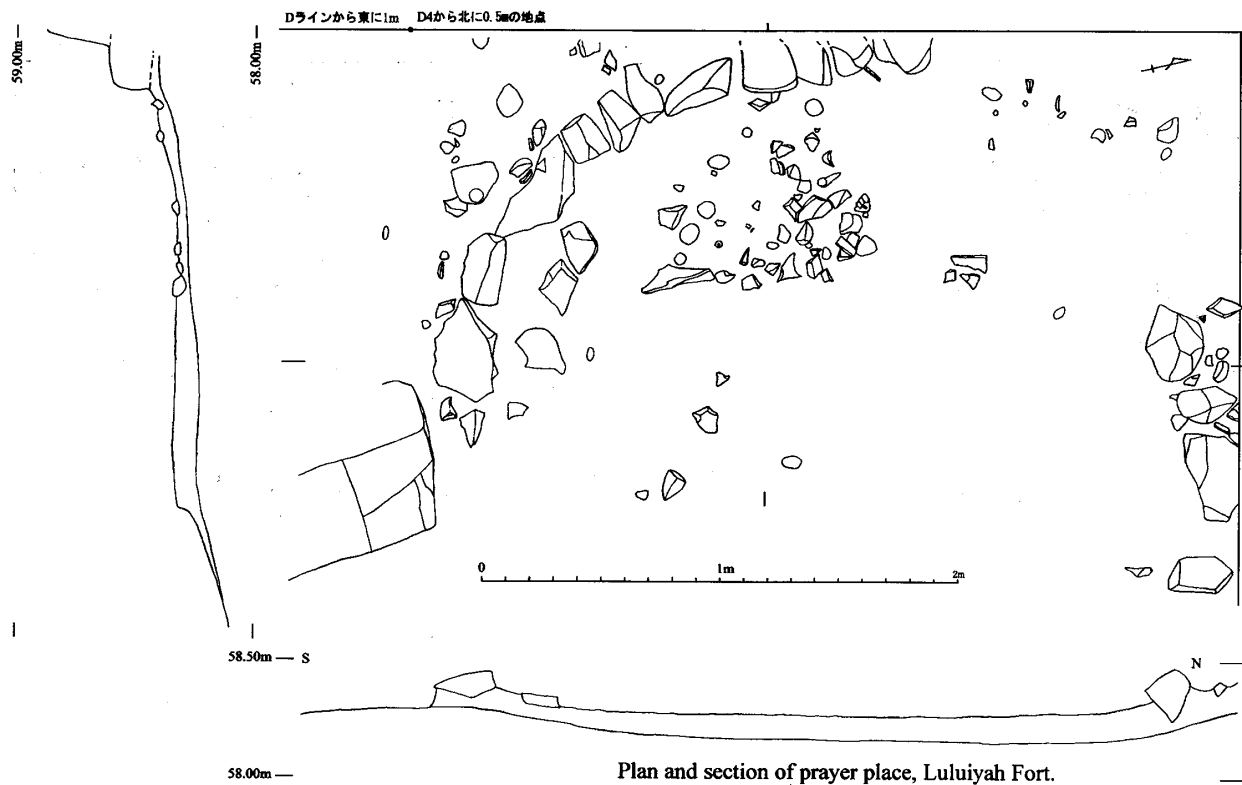 Dラインから東に1m D4から北に0.5mの地点
59.00m
58.00m
0 1m 2m
58.50m S N
58.00m
Plan and section of prayer place, Luluiyah Fort.